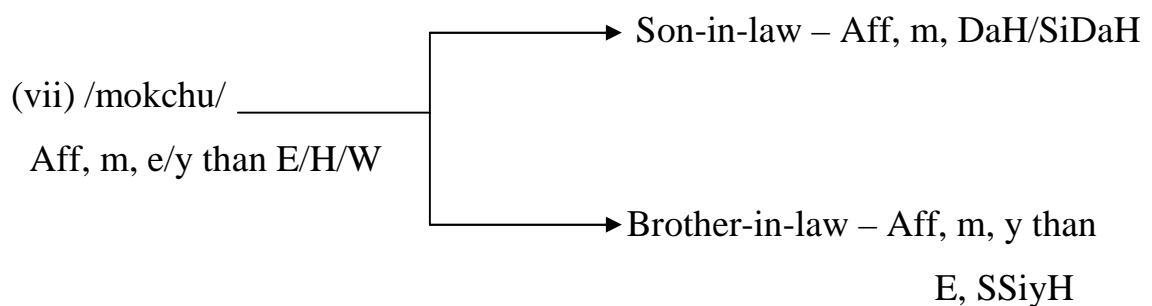 Son-in-law – Aff, m, DaH/SiDaH
(vii) /mokchu/
Aff, m, e/y than E/H/W
Brother-in-law – Aff, m, y than
E, SSiyH